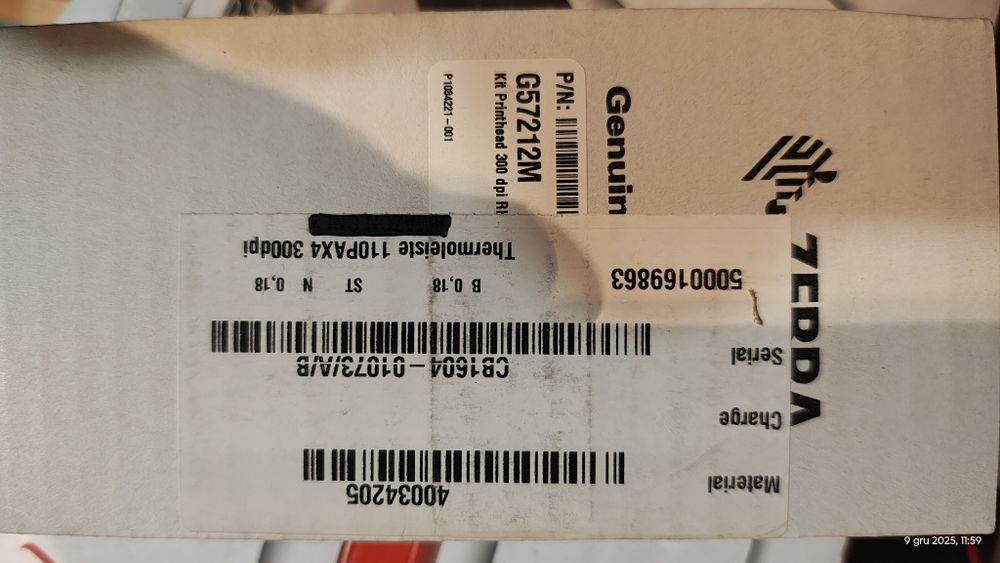 ZEBRA
Genuin
P/N:
G57212M
Kit Printhead 300 dpi RH
P1084221-001
Material
40034205
Charge
Serial
CB1604-01073/A/B
5000169863
B 0,18 ST N 0,18
Thermoleiste 110PAX4 300dpi
9 gru 2025, 11:59